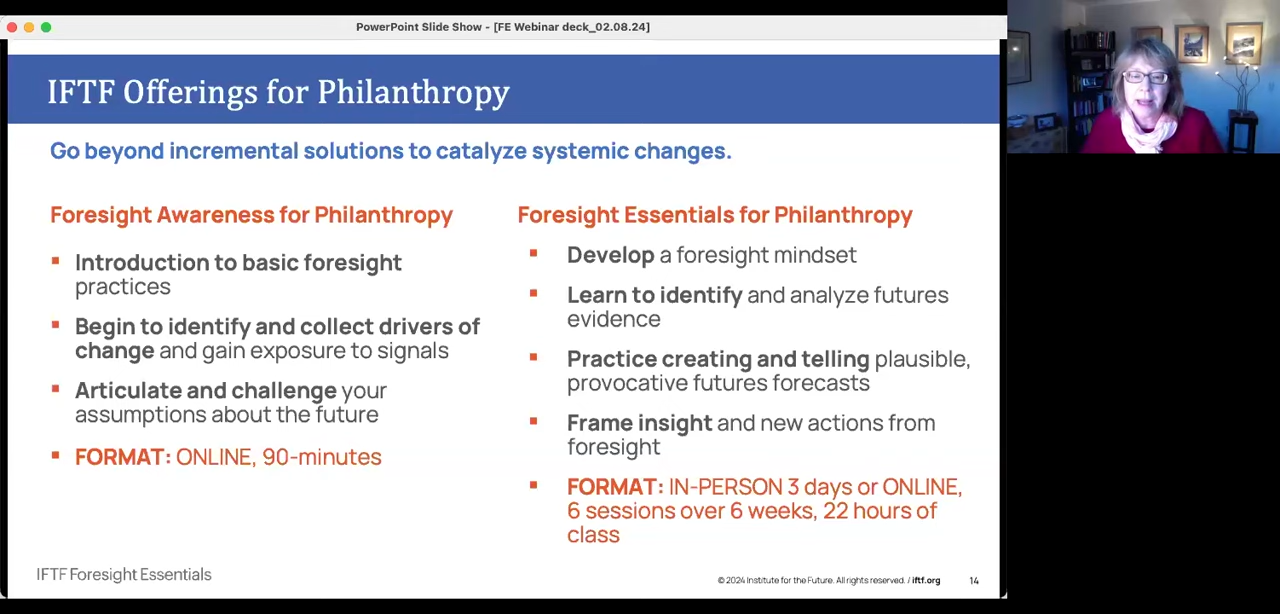 PowerPoint Slide Show - [FE Webinar deck_02.08.24]
IFTF Offerings for Philanthropy
Go beyond incremental solutions to catalyze systemic changes.
Foresight Awareness for Philanthropy
Introduction to basic foresight
practices
Begin to identify and collect drivers of
change and gain exposure to signals
Articulate and challenge your
assumptions about the future
FORMAT: ONLINE, 90-minutes
Foresight Essentials for Philanthropy
Develop a foresight mindset
Learn to identify and analyze futures
evidence
Practice creating and telling plausible,
provocative futures forecasts
Frame insight and new actions from
foresight
FORMAT: IN-PERSON 3 days or ONLINE,
6 sessions over 6 weeks, 22 hours of
class
IFTF Foresight Essentials
© 2024 Institute for the Future. All rights reserved. / iftf.org
14